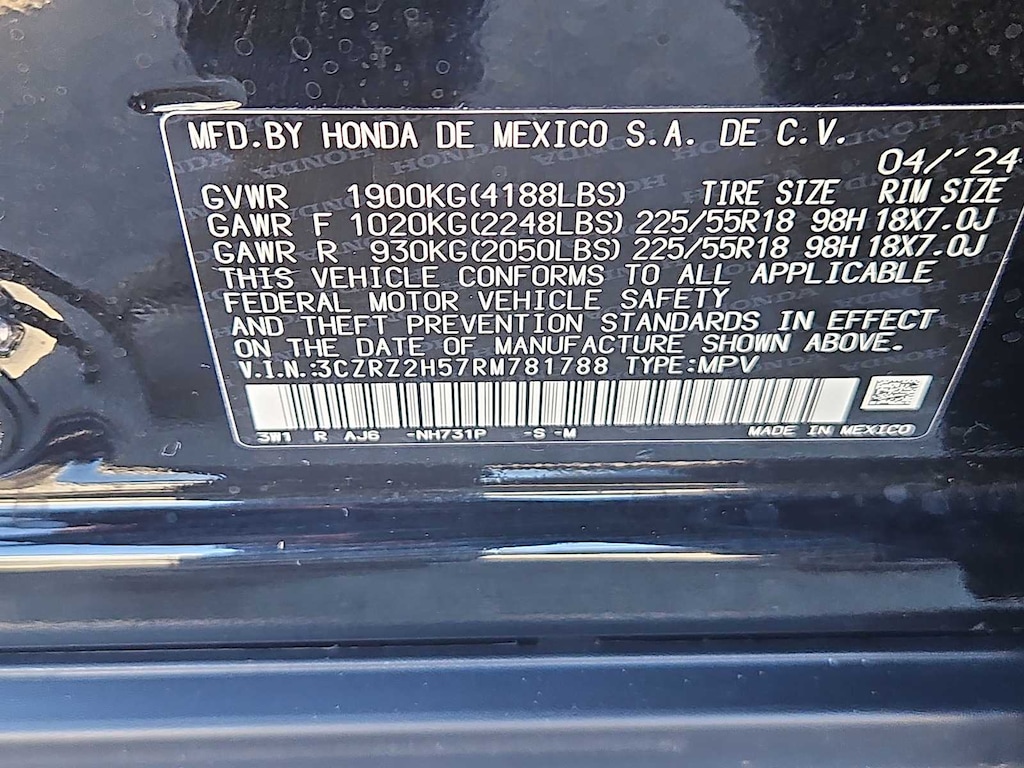 MFD.BY HONDA DE MEXICO S.A. DE C.V.
04/'24
GVWR 1900KG(4188LBS) TIRE SIZE RIM SIZE
GAWR F 1020KG(2248LBS) 225/55R18 98H 18X7.0J
GAWR R 930KG(2050LBS) 225/55R18 98H 18X7.0J
THIS VEHICLE CONFORMS TO ALL APPLICABLE
FEDERAL MOTOR VEHICLE SAFETY
AND THEFT PREVENTION STANDARDS IN EFFECT
ON THE DATE OF MANUFACTURE SHOWN ABOVE.
V.I.N.:3CZRZ2H57RM781788 TYPE:MPV
3W1 R AJ6 -NH731P -S -M MADE IN MEXICO